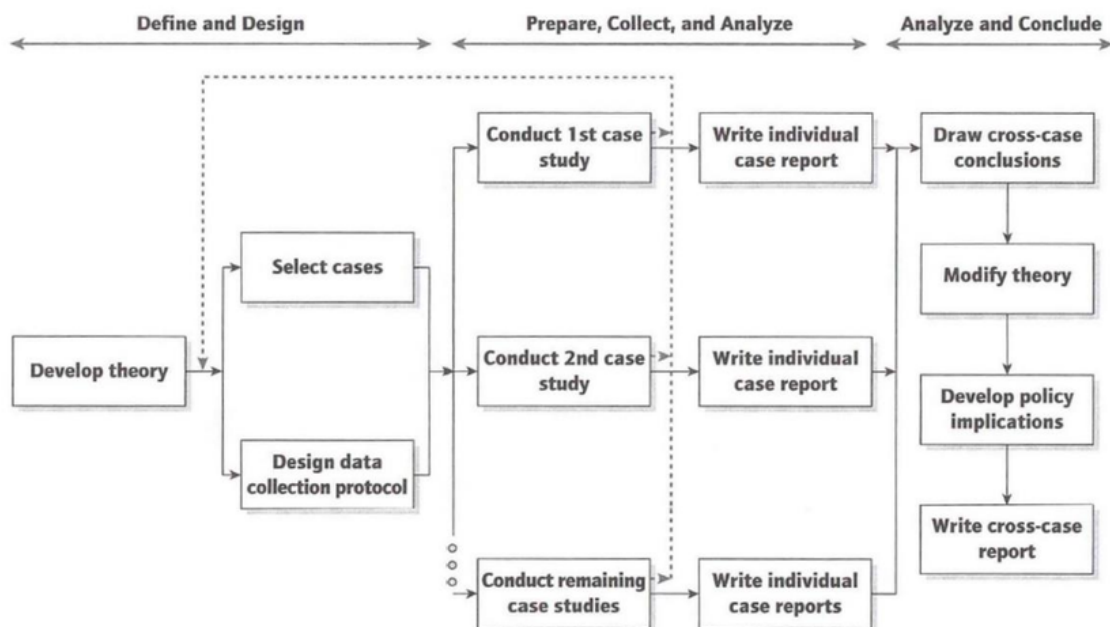 Define and Design
Prepare, Collect, and Analyze
Analyze and Conclude
Develop theory
Select cases
Design data
collection protocol
Conduct 1st case
study
Write individual
case report
Conduct 2nd case
study
Write individual
case report
Conduct remaining
case studies
Write individual
case reports
Draw cross-case
conclusions
Modify theory
Develop policy
implications
Write cross-case
report